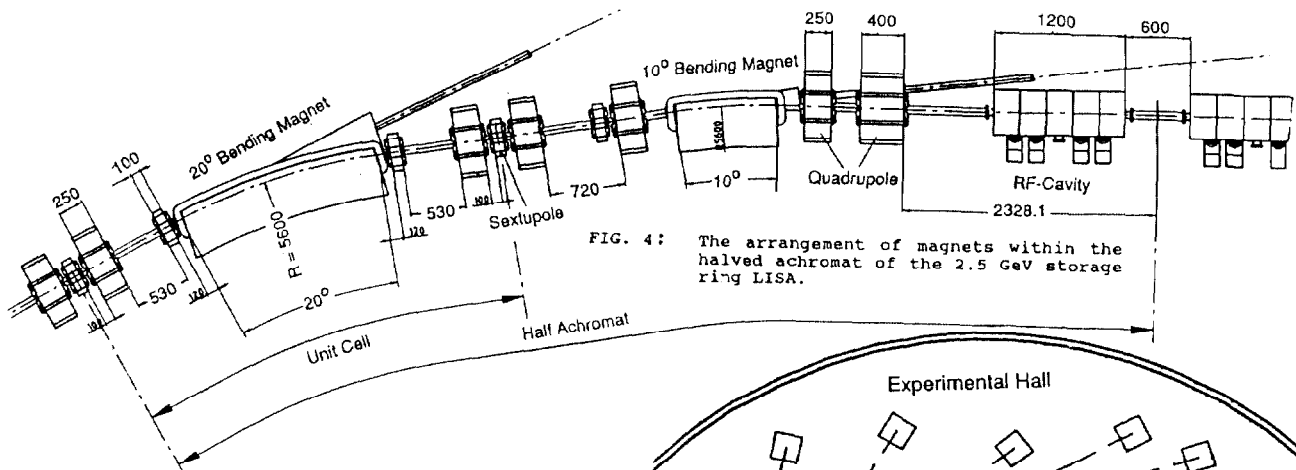 250
400
1200
600
10° Bending Magnet
20° Bending Magnet
100
250
R5600
10°
Quadrupole
RF-Cavity
2328.1
720
530
100
Sextupole
120
R = 5600
530
120
100
20°
FIG. 4: The arrangement of magnets within the
halved achromat of the 2.5 GeV storage
ring LISA.
Unit Cell
Half Achromat
Experimental Hall